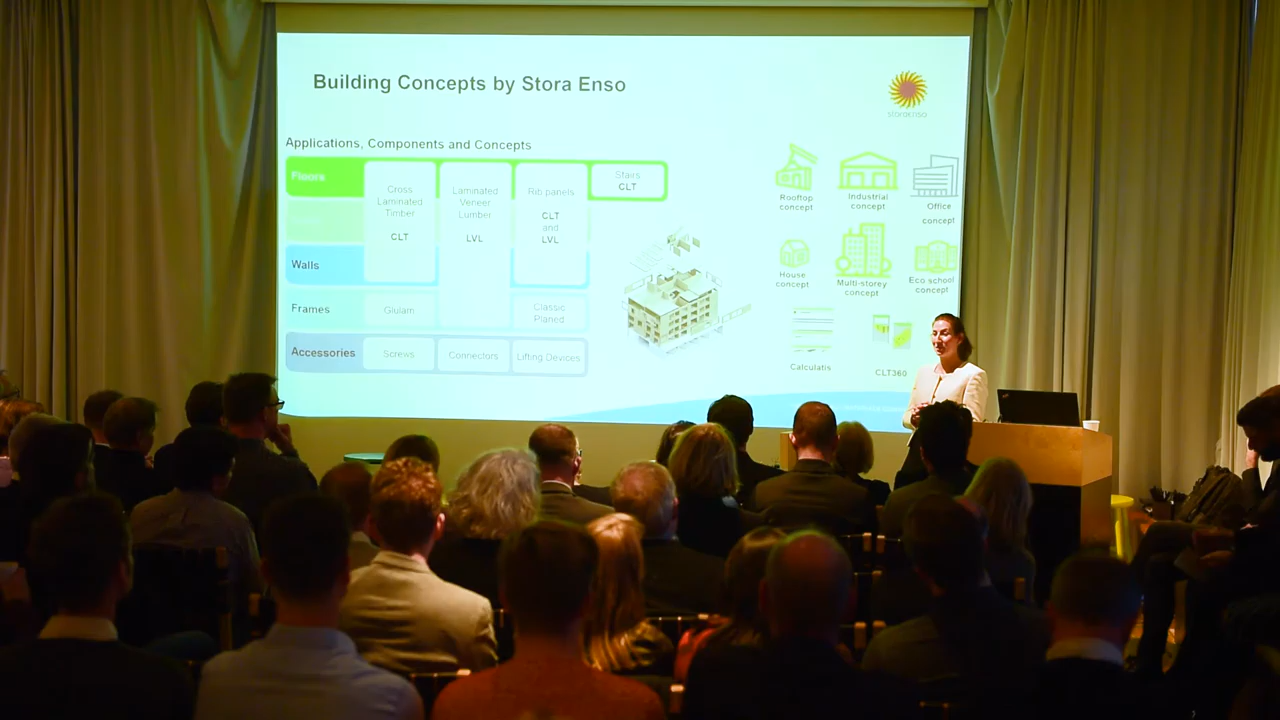 Building Concepts by Stora Enso
storaenso
Applications, Components and Concepts
Floors
Cross
Laminated
Timber
CLT
Laminated
Veneer
Lumber
LVL
Rib panels
CLT
and
LVL
Stairs
CLT
Walls
Frames
Glulam
Classic
Planed
Accessories
Screws
Connectors
Lifting Devices
Rooftop
concept
Industrial
concept
Office
concept
House
concept
Multi-storey
concept
Eco school
concept
Calculatis
CLT360